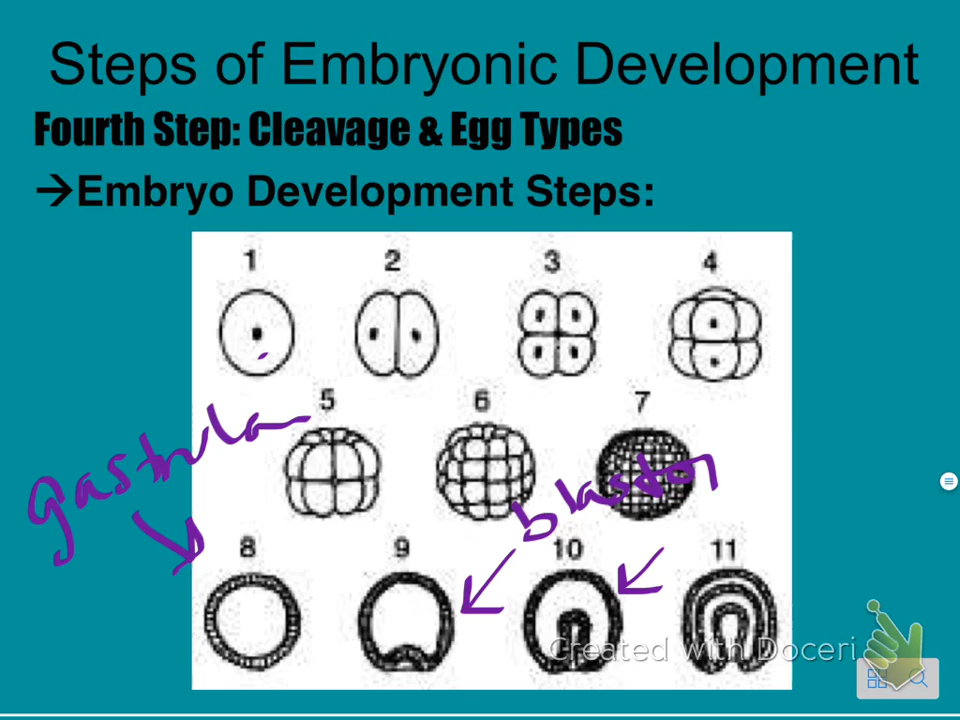 Steps of Embryonic Development
Fourth Step: Cleavage & Egg Types
→Embryo Development Steps:
1 2 3 4
5 6 7
gastrula
blastop
8 9 10 11
Created with Doceri